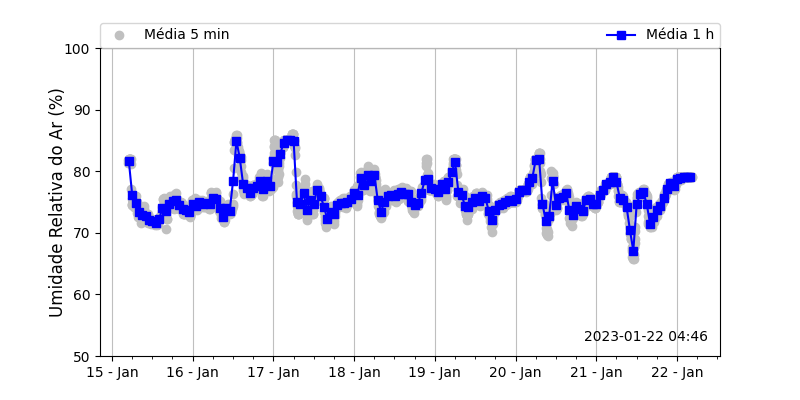 Média 5 min
Média 1 h
Umidade Relativa do Ar (%)
100
90
80
70
60
50
2023-01-22 04:46
15 - Jan
16 - Jan
17 - Jan
18 - Jan
19 - Jan
20 - Jan
21 - Jan
22 - Jan